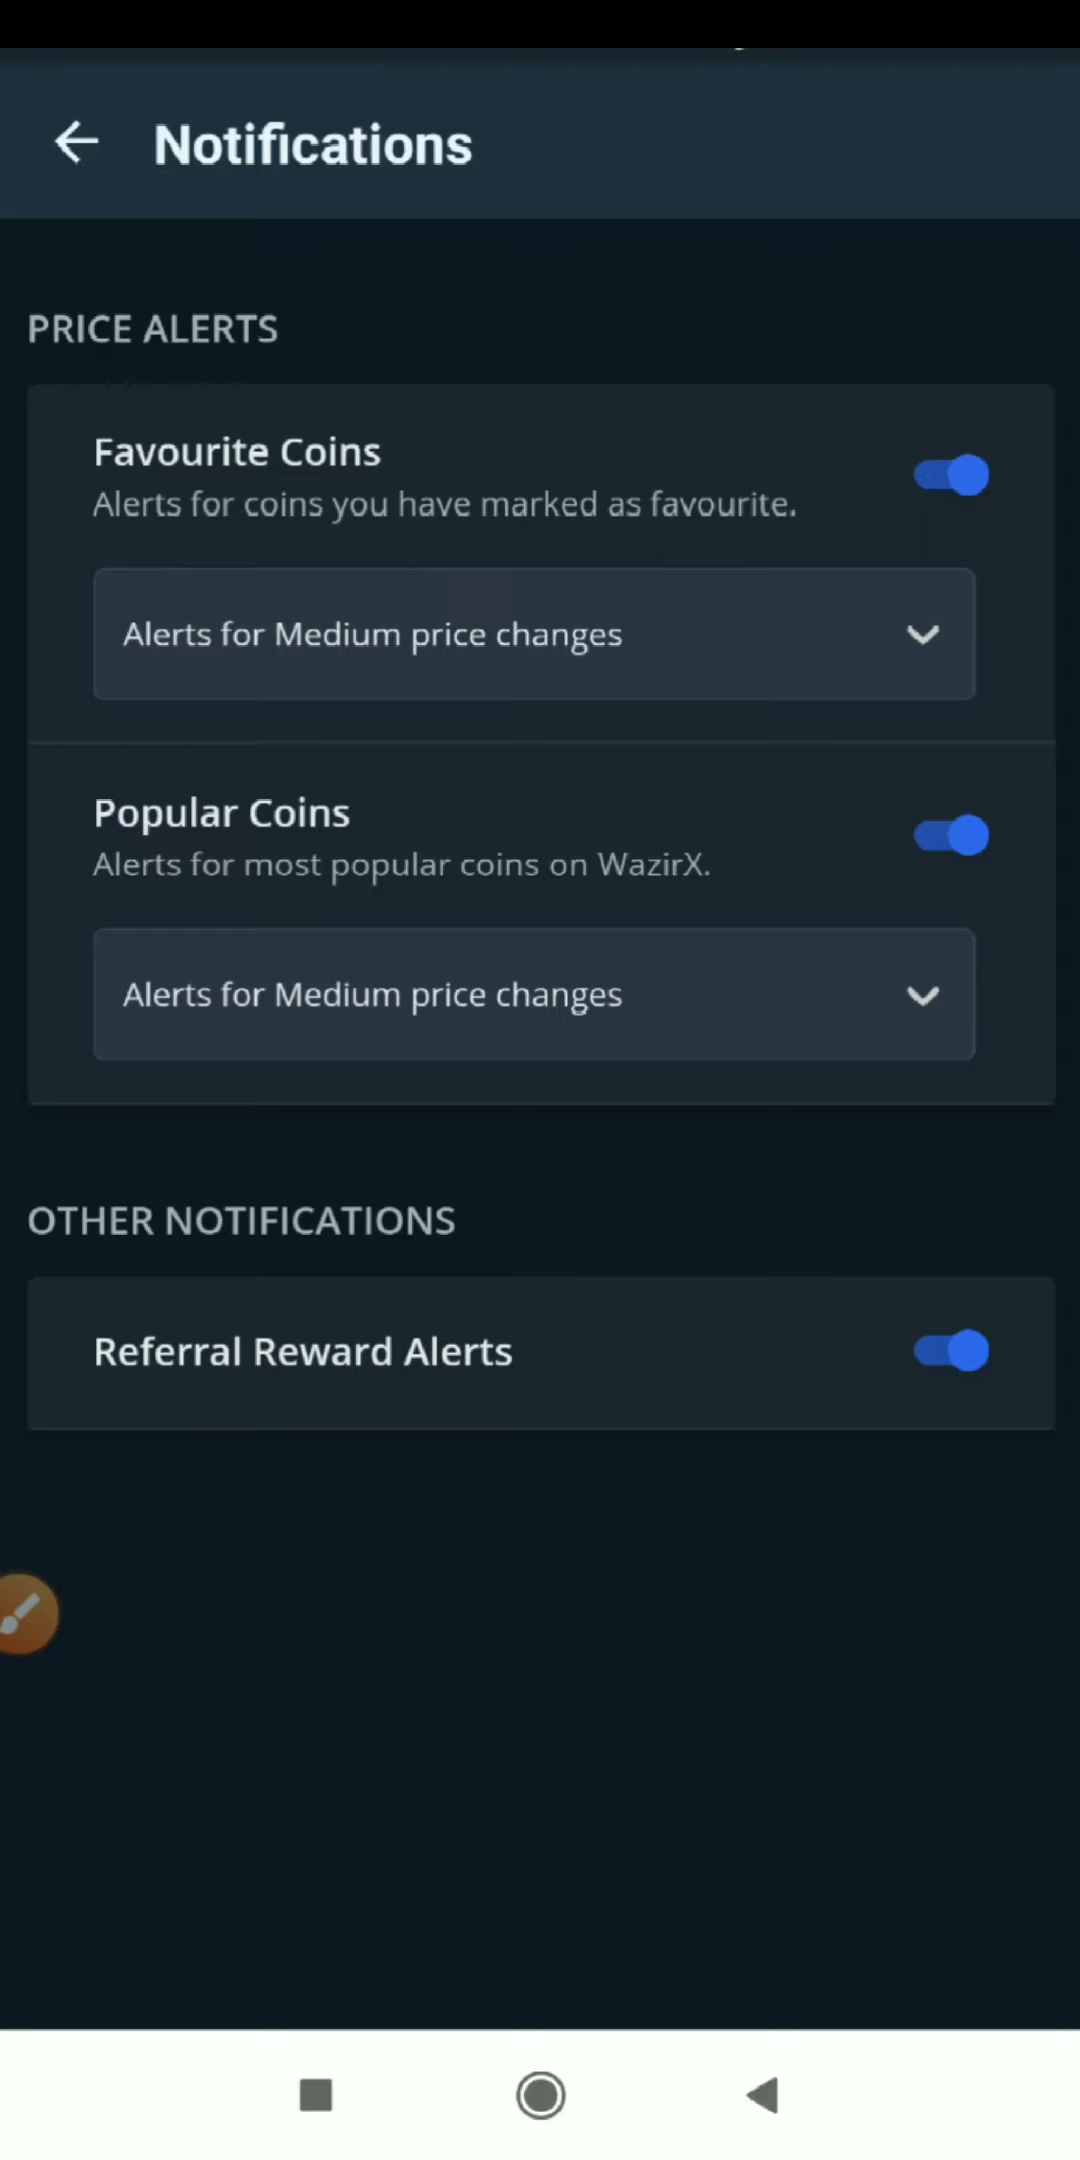 Notifications
PRICE ALERTS
Favourite Coins
Alerts for coins you have marked as favourite.
Alerts for Medium price changes
Popular Coins
Alerts for most popular coins on WazirX.
Alerts for Medium price changes
OTHER NOTIFICATIONS
Referral Reward Alerts